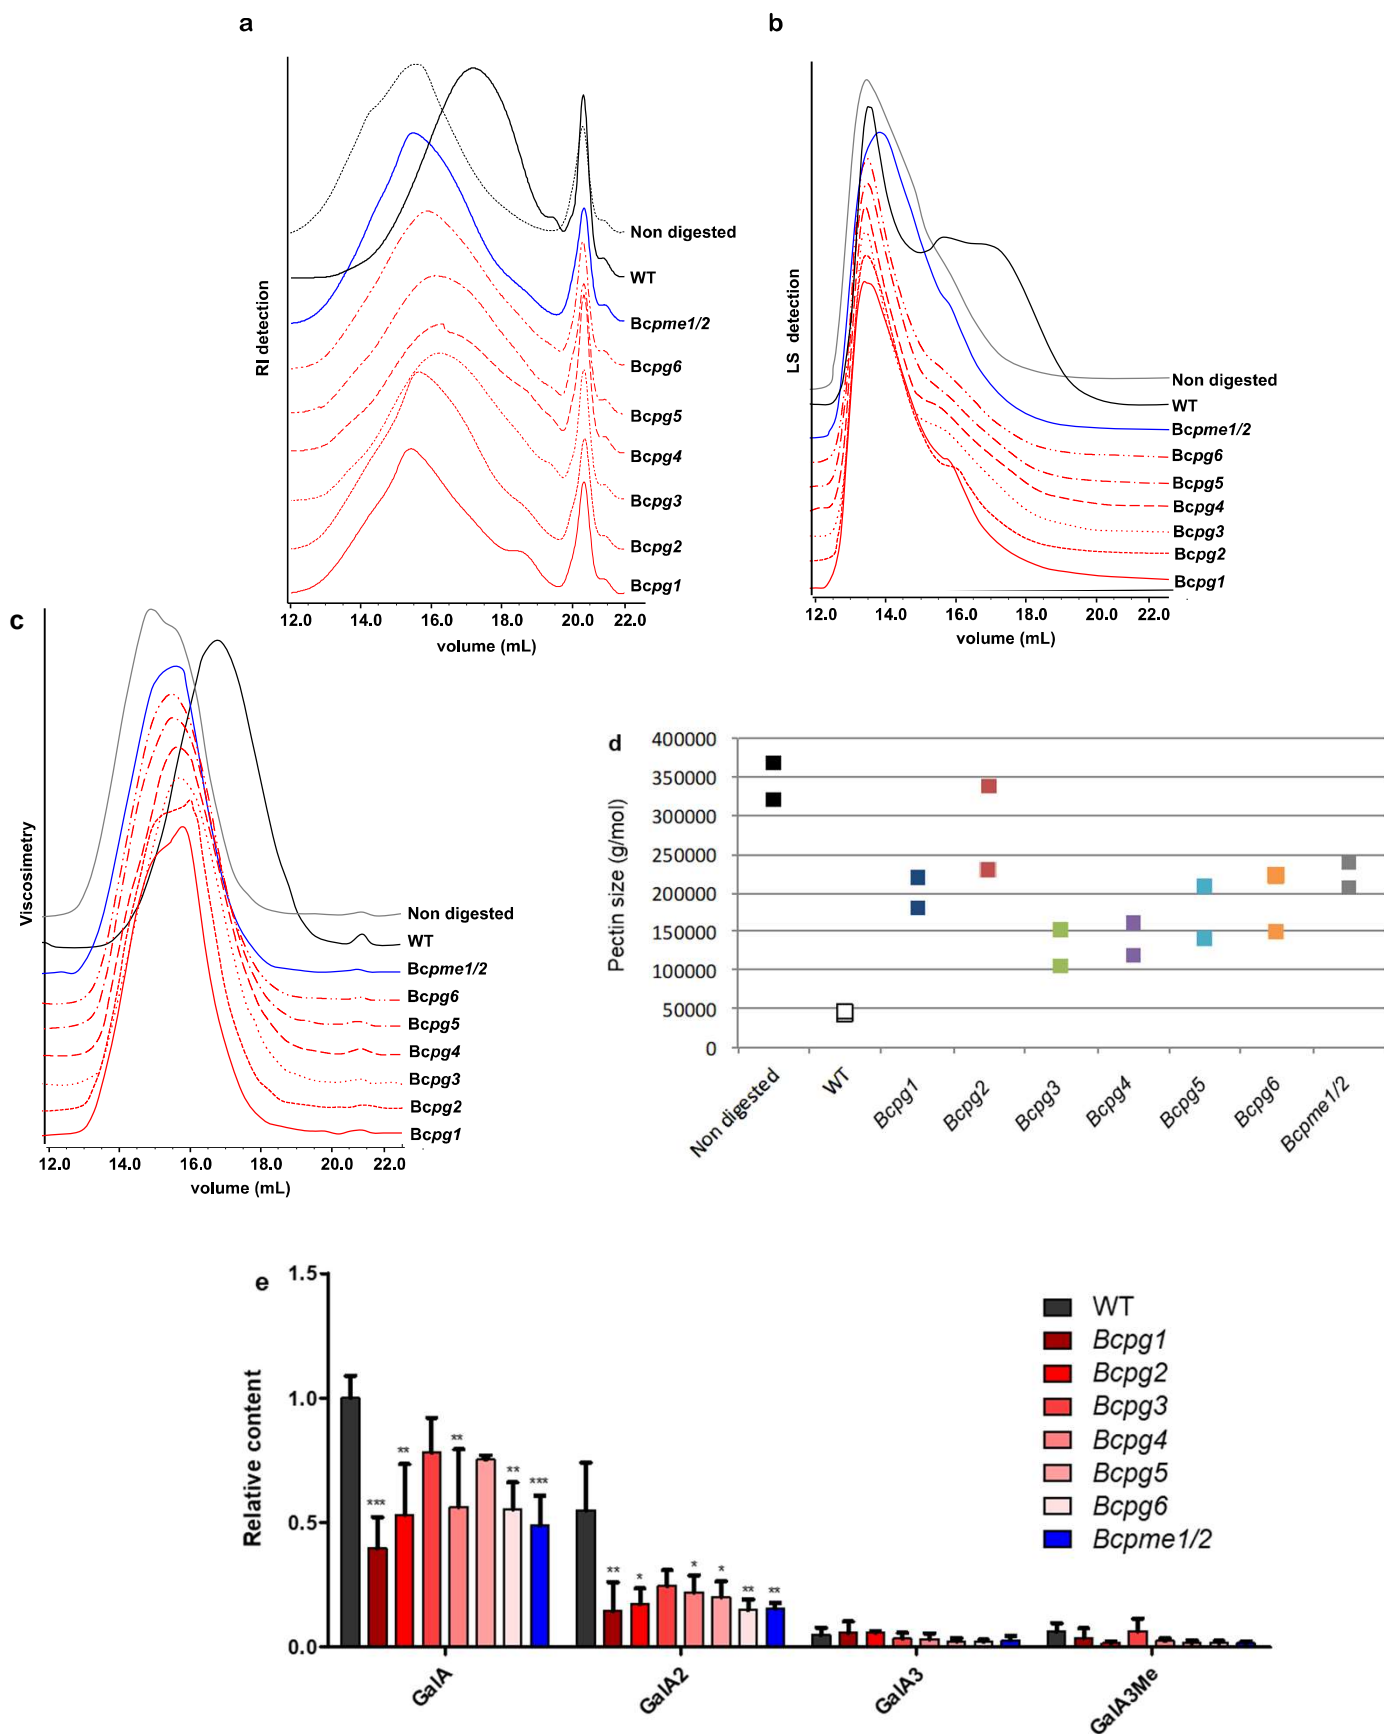 a
RI detection
Non digested
WT
Bcpme1/2
Bcpg6
Bcpg5
Bcpg4
Bcpg3
Bcpg2
Bcpg1
12.0 14.0 16.0 18.0 20.0 22.0
volume (mL)
b
LS detection
Non digested
WT
Bcpme1/2
Bcpg6
Bcpg5
Bcpg4
Bcpg3
Bcpg2
Bcpg1
12.0 14.0 16.0 18.0 20.0 22.0
volume (mL)
c
Viscosimetry
Non digested
WT
Bcpme1/2
Bcpg6
Bcpg5
Bcpg4
Bcpg3
Bcpg2
Bcpg1
12.0 14.0 16.0 18.0 20.0 22.0
volume (mL)
d
Pectin size (g/mol)
400000
350000
300000
250000
200000
150000
100000
50000
0
Non digested
WT
Bcpg1
Bcpg2
Bcpg3
Bcpg4
Bcpg5
Bcpg6
Bcpme1/2
e
Relative content
1.5
1.0
0.5
0.0
*** ** ** ** ***
** * * * ** **
GalA
GalA2
GalA3
GalA3Me
WT
Bcpg1
Bcpg2
Bcpg3
Bcpg4
Bcpg5
Bcpg6
Bcpme1/2